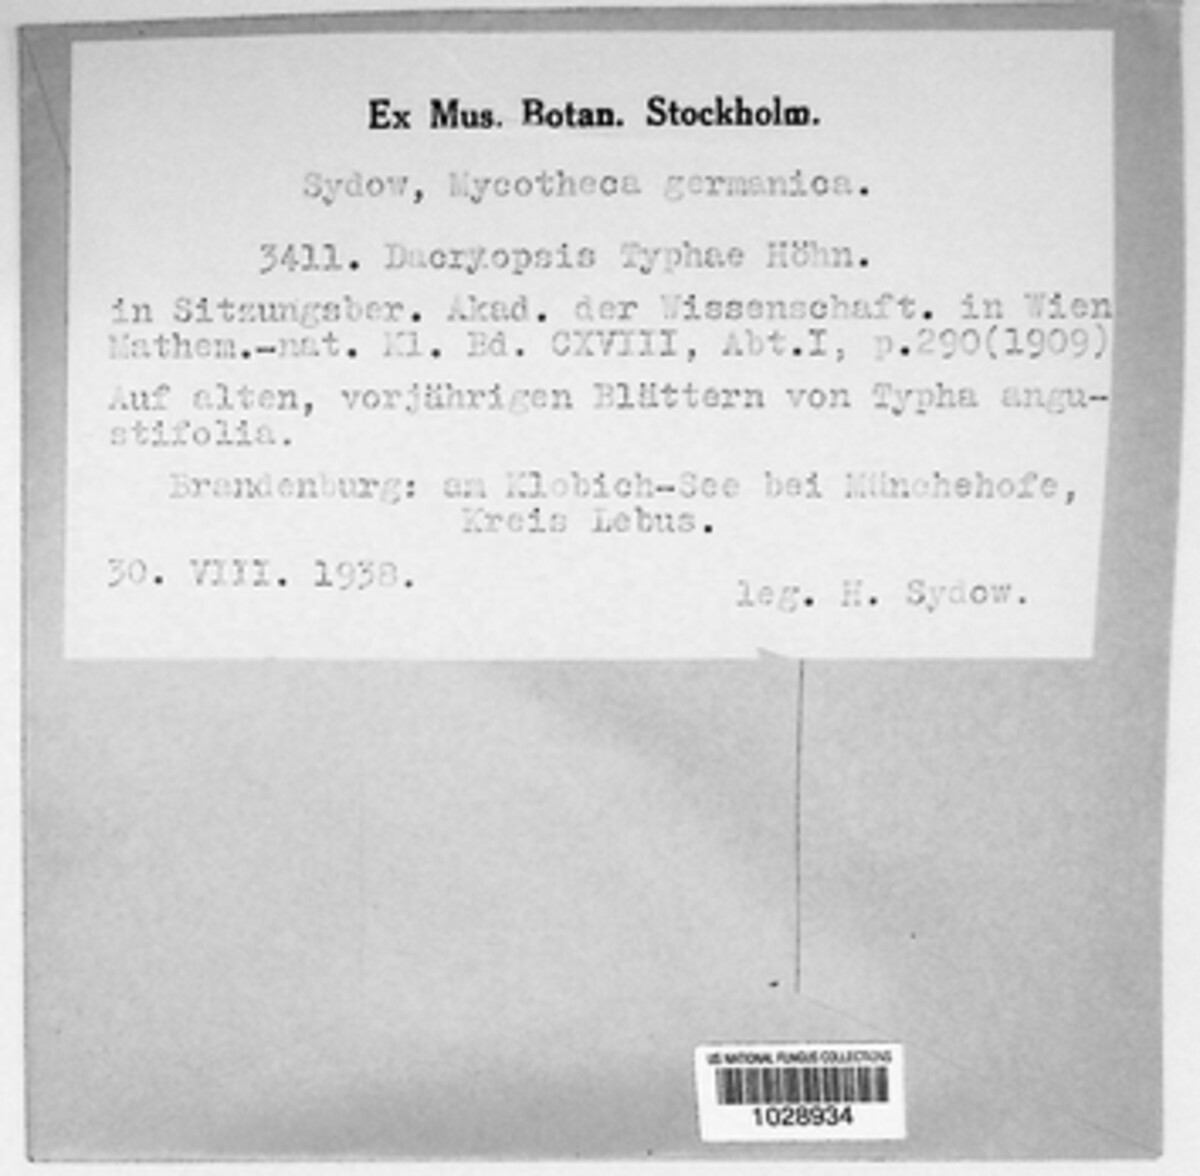 Ex Mus. Botan. Stockholm.
Sydow, Mycotheca germanica.
3411. Dacryopsis Typhae Höhn.
in Sitzungsber. Akad. der Wissenschaft. in Wien
Mathem.-nat. Kl. Bd. CXVIII, Abt.I, p.290(1909)
Auf alten, vorjährigen Blättern von Typha angu-
stifolia.
Brandenburg: am Klobich-See bei Münchehofe,
Kreis Lebus.
30. VIII. 1938.
leg. H. Sydow.
US NATIONAL FUNGUS COLLECTIONS
1028934